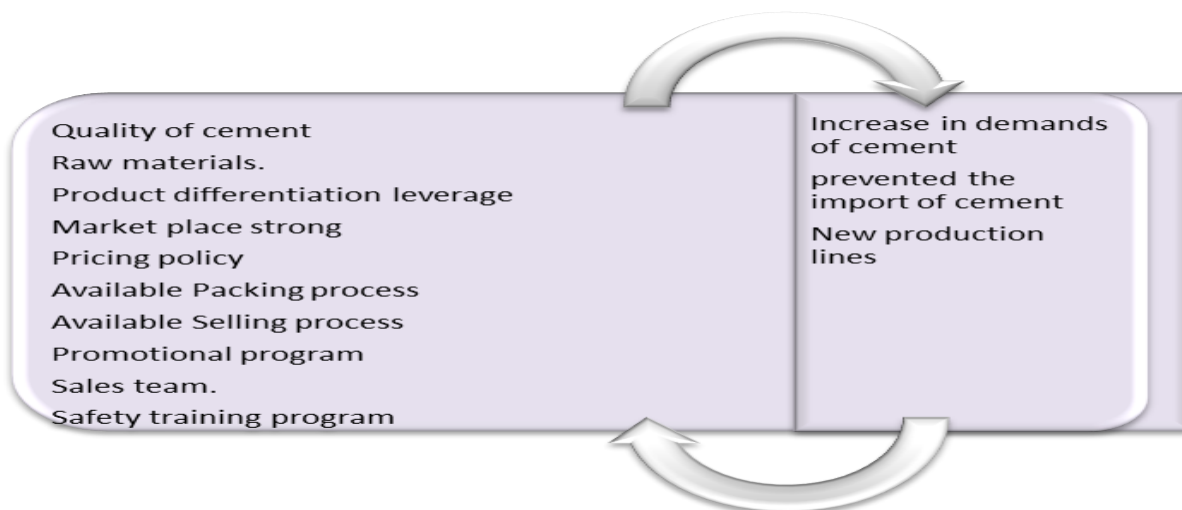 Quality of cement
Raw materials.
Product differentiation leverage
Market place strong
Pricing policy
Available Packing process
Available Selling process
Promotional program
Sales team.
Safety training program
Increase in demands
of cement
prevented the
import of cement
New production
lines